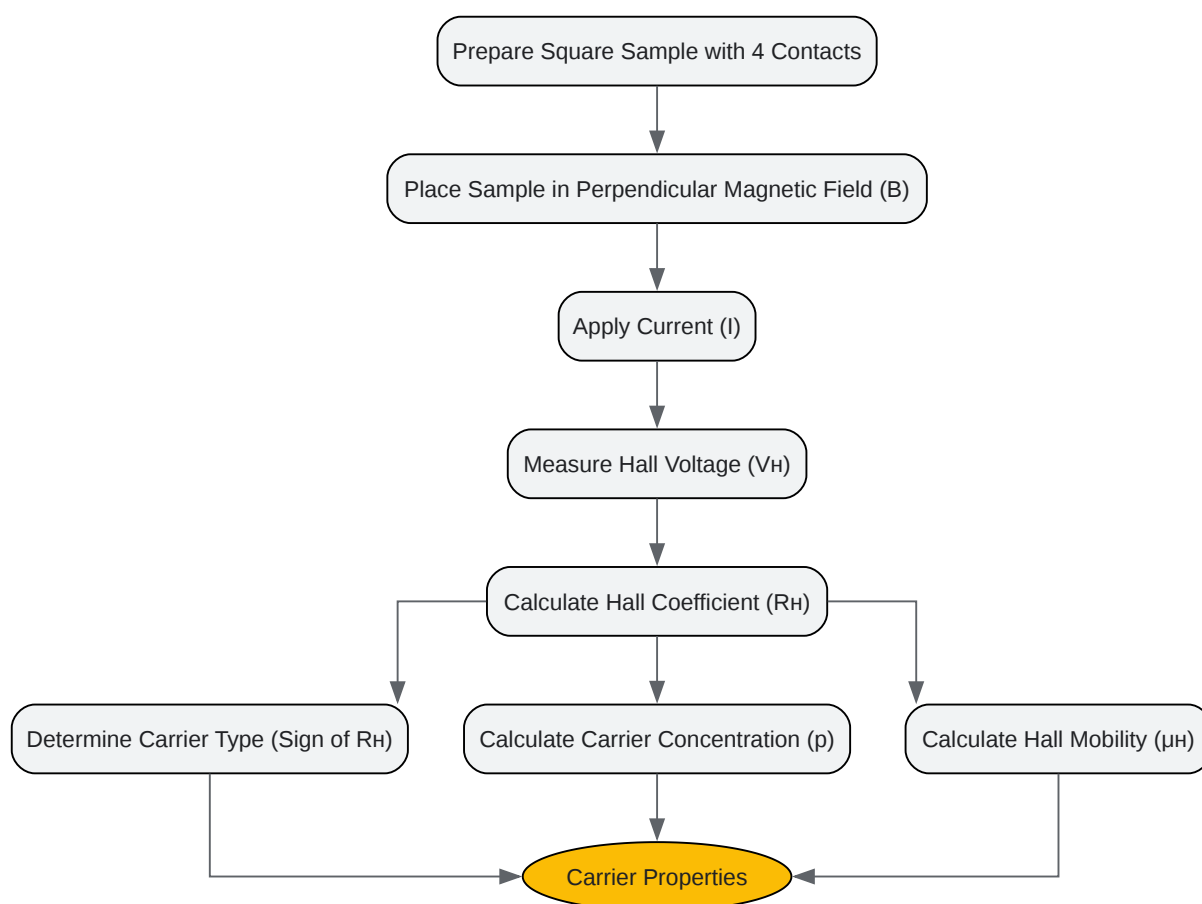 Prepare Square Sample with 4 Contacts
Place Sample in Perpendicular Magnetic Field (B)
Apply Current (I)
Measure Hall Voltage (Vʜ)
Calculate Hall Coefficient (Rʜ)
Determine Carrier Type (Sign of Rʜ)
Calculate Carrier Concentration (p)
Calculate Hall Mobility (μʜ)
Carrier Properties